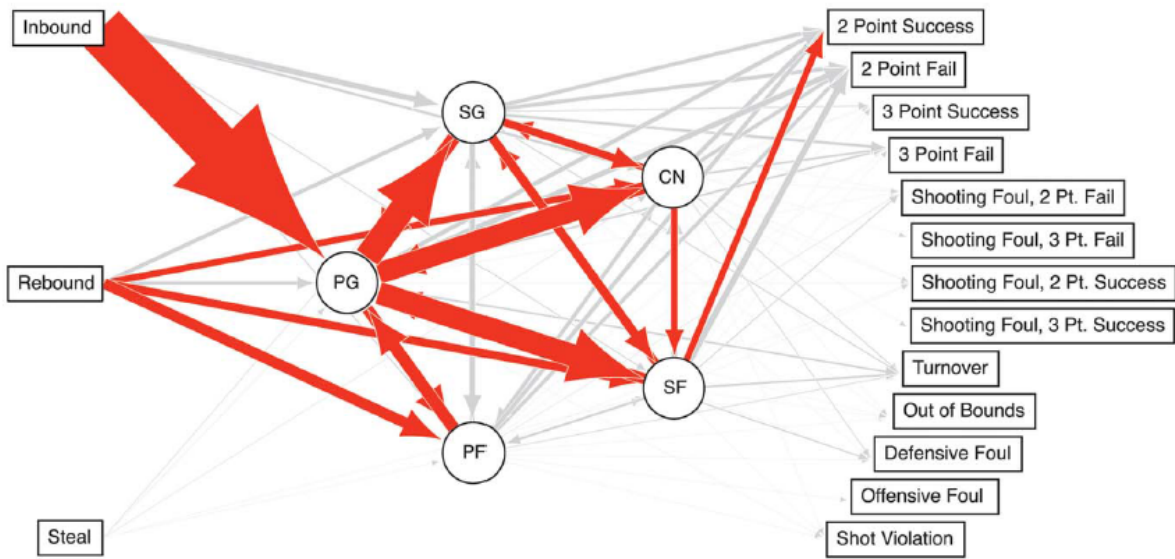 Inbound
Rebound
Steal
SG
CN
PG
SF
PF
2 Point Success
2 Point Fail
3 Point Success
3 Point Fail
Shooting Foul, 2 Pt. Fail
Shooting Foul, 3 Pt. Fail
Shooting Foul, 2 Pt. Success
Shooting Foul, 3 Pt. Success
Turnover
Out of Bounds
Defensive Foul
Offensive Foul
Shot Violation